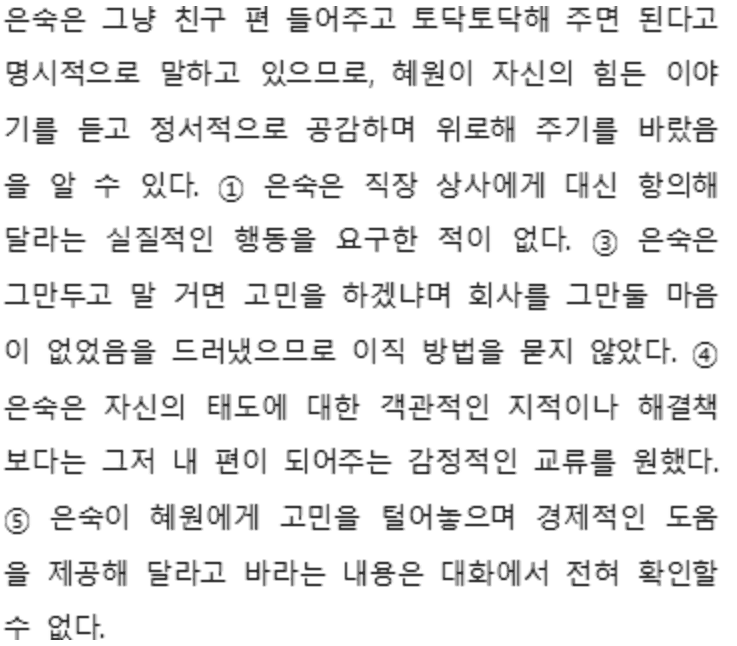 은숙은 그냥 친구 편 들어주고 토닥토닥해 주면 된다고
명시적으로 말하고 있으므로, 혜원이 자신의 힘든 이야
기를 듣고 정서적으로 공감하며 위로해 주기를 바랐음
을 알 수 있다. ① 은숙은 직장 상사에게 대신 항의해
달라는 실질적인 행동을 요구한 적이 없다. ③ 은숙은
그만두고 말 거면 고민을 하겠냐며 회사를 그만둘 마음
이 없었음을 드러냈으므로 이직 방법을 묻지 않았다. ④
은숙은 자신의 태도에 대한 객관적인 지적이나 해결책
보다는 그저 내 편이 되어주는 감정적인 교류를 원했다.
⑤ 은숙이 혜원에게 고민을 털어놓으며 경제적인 도움
을 제공해 달라고 바라는 내용은 대화에서 전혀 확인할
수 없다.